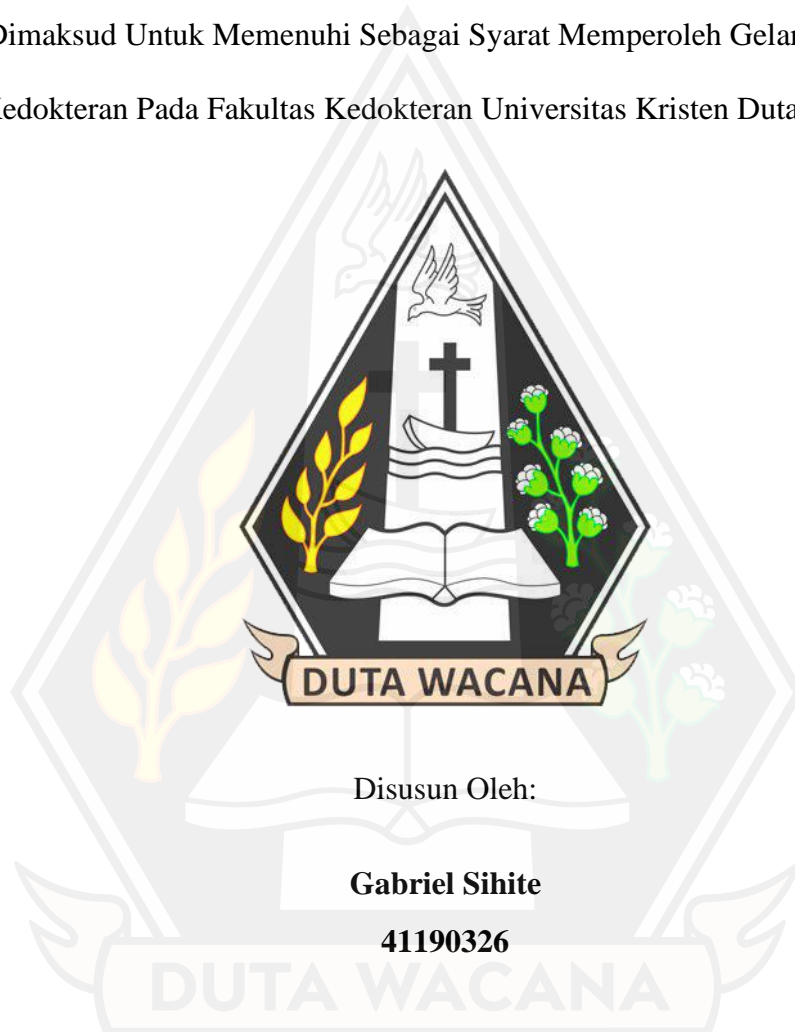 Dimaksud Untuk Memenuhi Sebagai Syarat Memperoleh Gelar
Kedokteran Pada Fakultas Kedokteran Universitas Kristen Duta
DUTA WACANA
Disusun Oleh:
Gabriel Sihite
41190326
DUTA WACANA